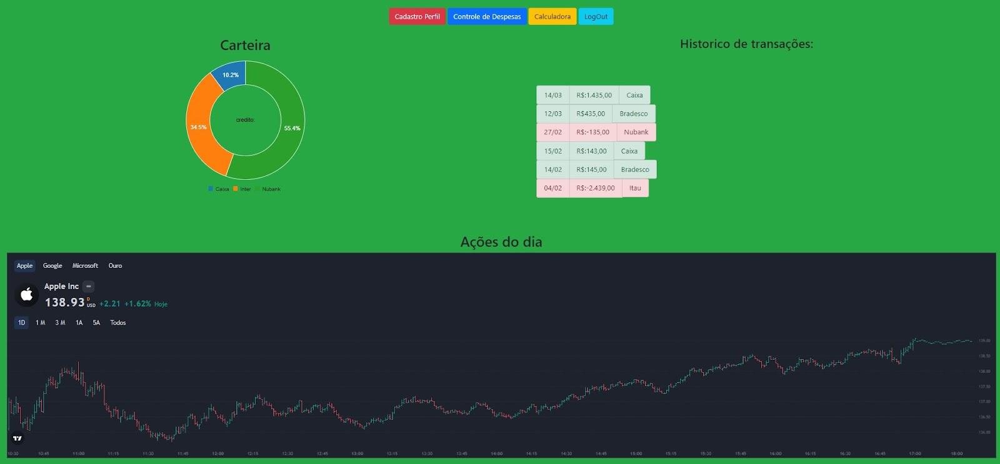 Cadastro Perfil Controle de Despesas Calculadora LogOut
Carteira
10.2%
34.5%
credito:
55.4%
Caixa Inter Nubank
Historico de transações:
14/03 R$:1.435,00 Caixa
12/03 R$435,00 Bradesco
27/02 R$:-135,00 Nubank
15/02 R$:143,00 Caixa
14/02 R$:145,00 Bradesco
04/02 R$:-2.439,00 Itau
Ações do dia
Apple Google Microsoft Ouro
Apple Inc
138.93 D USD +2.21 +1.62% Hoje
1D 1 M 3 M 1A 5A Todos
139.00
138.50
138.00
137.50
137.00
136.50
136.00
10:30 10:45 11:00 11:15 11:30 11:45 12:00 12:15 12:30 12:45 13:00 13:15 13:30 13:45 14:00 14:15 14:30 14:45 15:00 15:15 15:30 15:45 16:00 16:15 16:30 16:45 17:00 18:00